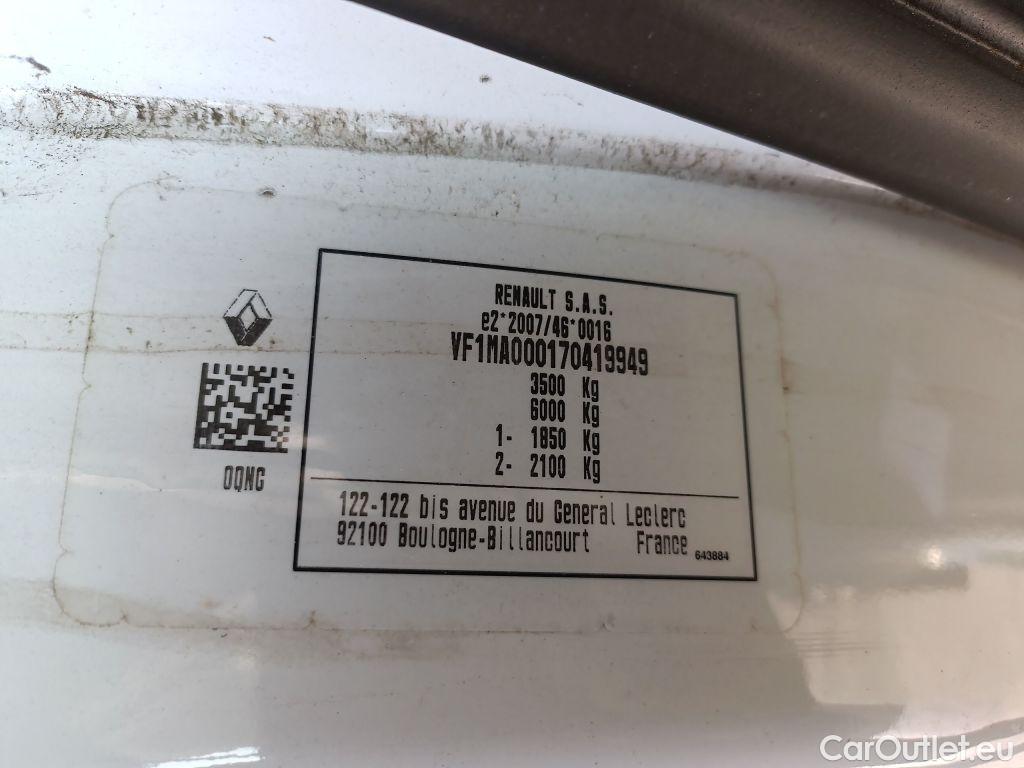 RENAULT S.A.S.
e2*2007/46*0016
VF1MA000170419949
3500 Kg
6000 Kg
1- 1850 Kg
2- 2100 Kg
0QNG
122-122 bis avenue du General Leclerc
92100 Boulogne-Billancourt France 643884
CarOutlet.eu